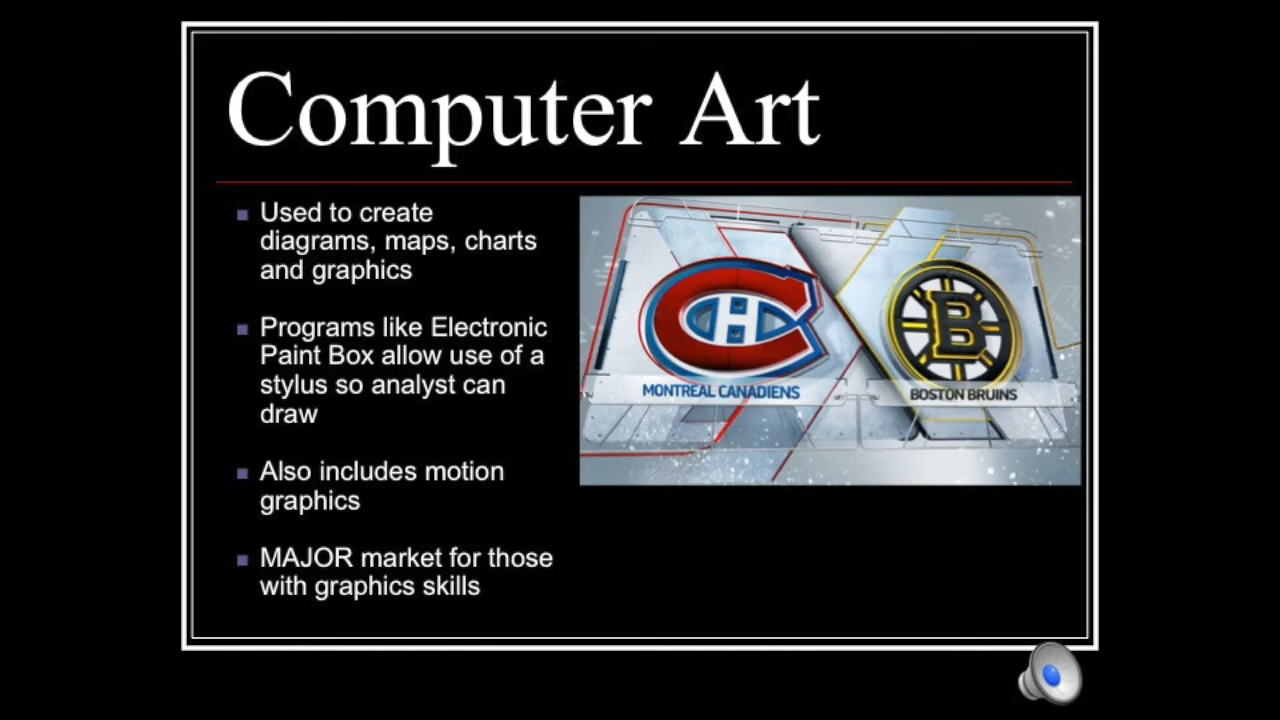 Computer Art
Used to create
diagrams, maps, charts
and graphics
Programs like Electronic
Paint Box allow use of a
stylus so analyst can
draw
Also includes motion
graphics
MAJOR market for those
with graphics skills
C H
B
MONTREAL CANADIENS
BOSTON BRUINS